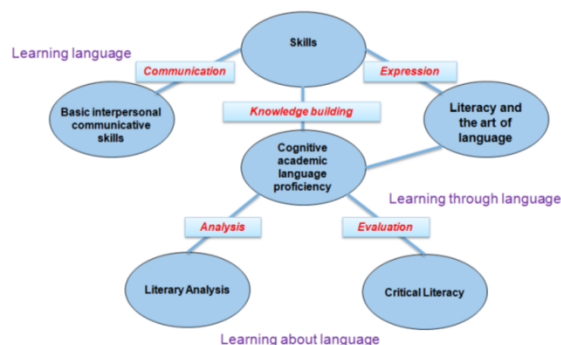 Skills
Learning language
Communication
Expression
Basic interpersonal
communicative
skills
Knowledge building
Literacy and
the art of
language
Cognitive
academic
language
proficiency
Learning through language
Analysis
Evaluation
Literary Analysis
Critical Literacy
Learning about language